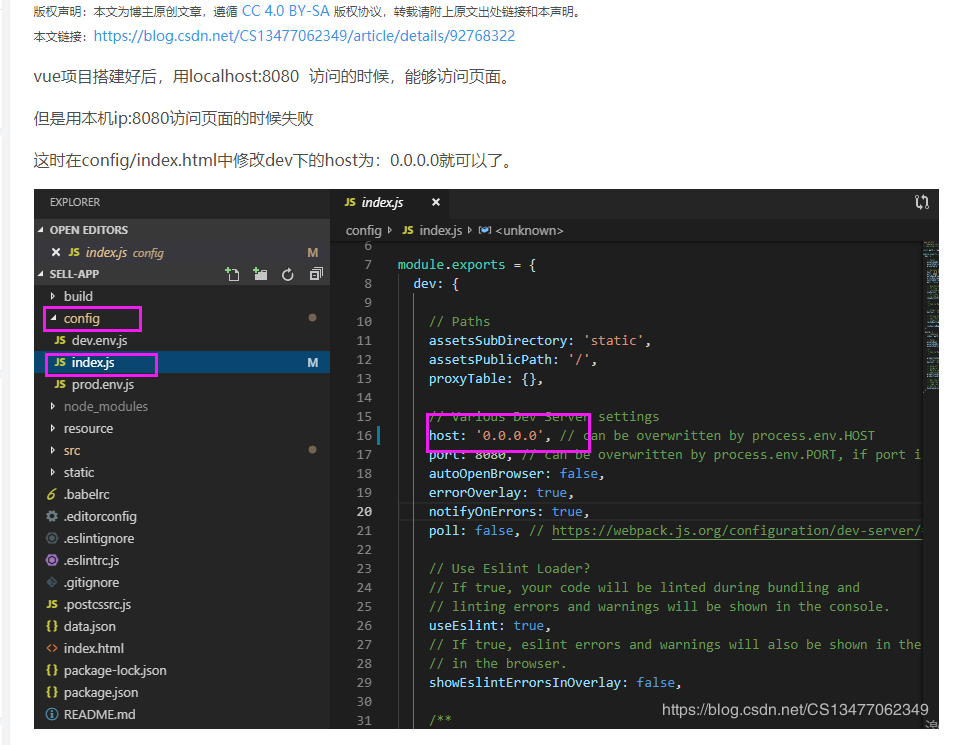 版权声明：本文为博主原创文章，遵循 CC 4.0 BY-SA 版权协议，转载请附上原文出处链接和本声明。
本文链接：https://blog.csdn.net/CS13477062349/article/details/92768322
vue项目搭建好后，用localhost:8080 访问的时候，能够访问页面。
但是用本机ip:8080访问页面的时候失败
这时在config/index.html中修改dev下的host为：0.0.0.0就可以了。
EXPLORER
OPEN EDITORS
JS index.js config M
SELL-APP
build
config
JS dev.env.js
JS index.js M
JS prod.env.js
node_modules
resource
src
static
.babelrc
.editorconfig
.eslintignore
.eslintrc.js
.gitignore
JS .postcssrc.js
{} data.json
<> index.html
{} package-lock.json
{} package.json
README.md
JS index.js ×
config JS index.js <unknown>
6
7 module.exports = {
8 dev: {
9
10 // Paths
11 assetsSubDirectory: 'static',
12 assetsPublicPath: '/',
13 proxyTable: {},
14
15 // Various Dev Server settings
16 host: '0.0.0.0', // can be overwritten by process.env.HOST
17 port: 8080, // can be overwritten by process.env.PORT, if port i
18 autoOpenBrowser: false,
19 errorOverlay: true,
20 notifyOnErrors: true,
21 poll: false, // https://webpack.js.org/configuration/dev-server/
22
23 // Use Eslint Loader?
24 // If true, your code will be linted during bundling and
25 // linting errors and warnings will be shown in the console.
26 useEslint: true,
27 // If true, eslint errors and warnings will also be shown in the
28 // in the browser.
29 showEslintErrorsInOverlay: false,
30
31 /**
https://blog.csdn.net/CS13477062349